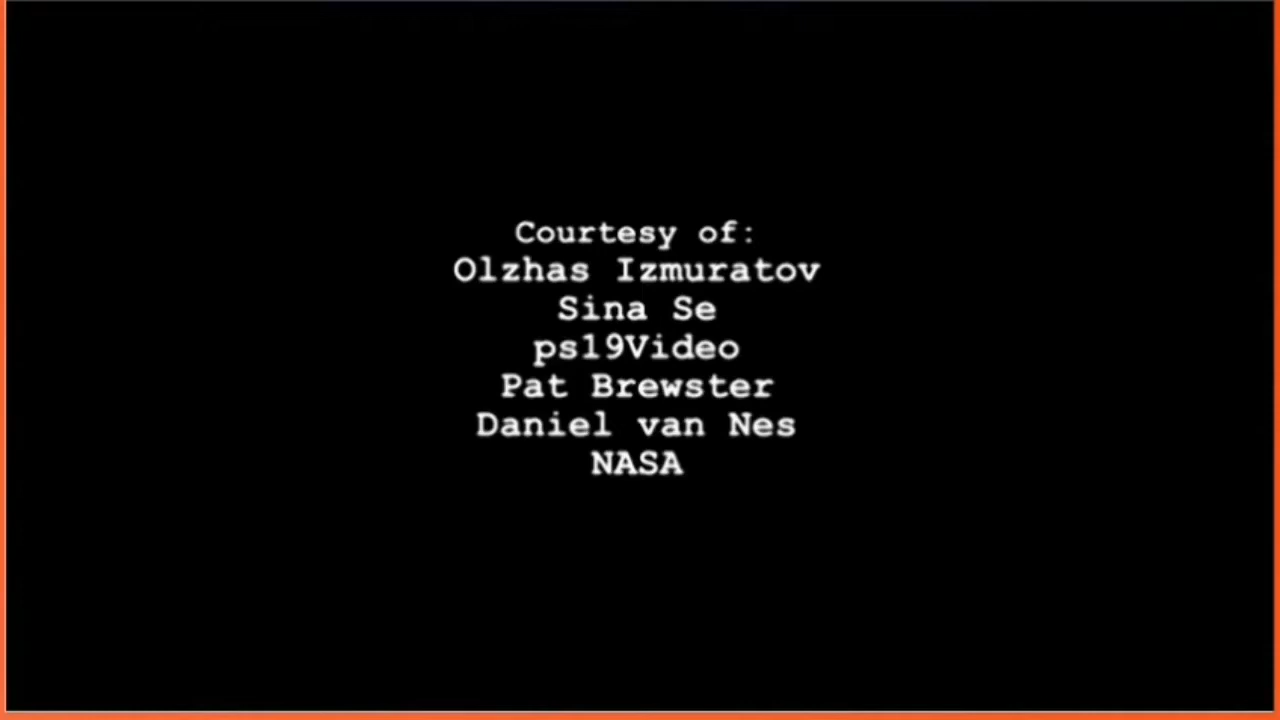 Courtesy of:
Olzhas Izmuratov
Sina Se
ps19Video
Pat Brewster
Daniel van Nes
NASA